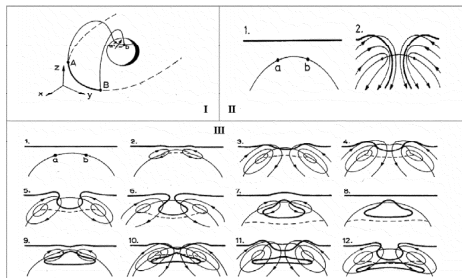 z
A
B
x
y
I
II
1.
a
b
2.
III
1.
a
b
2.
3.
4.
5.
6.
7.
8.
9.
10.
11.
12.